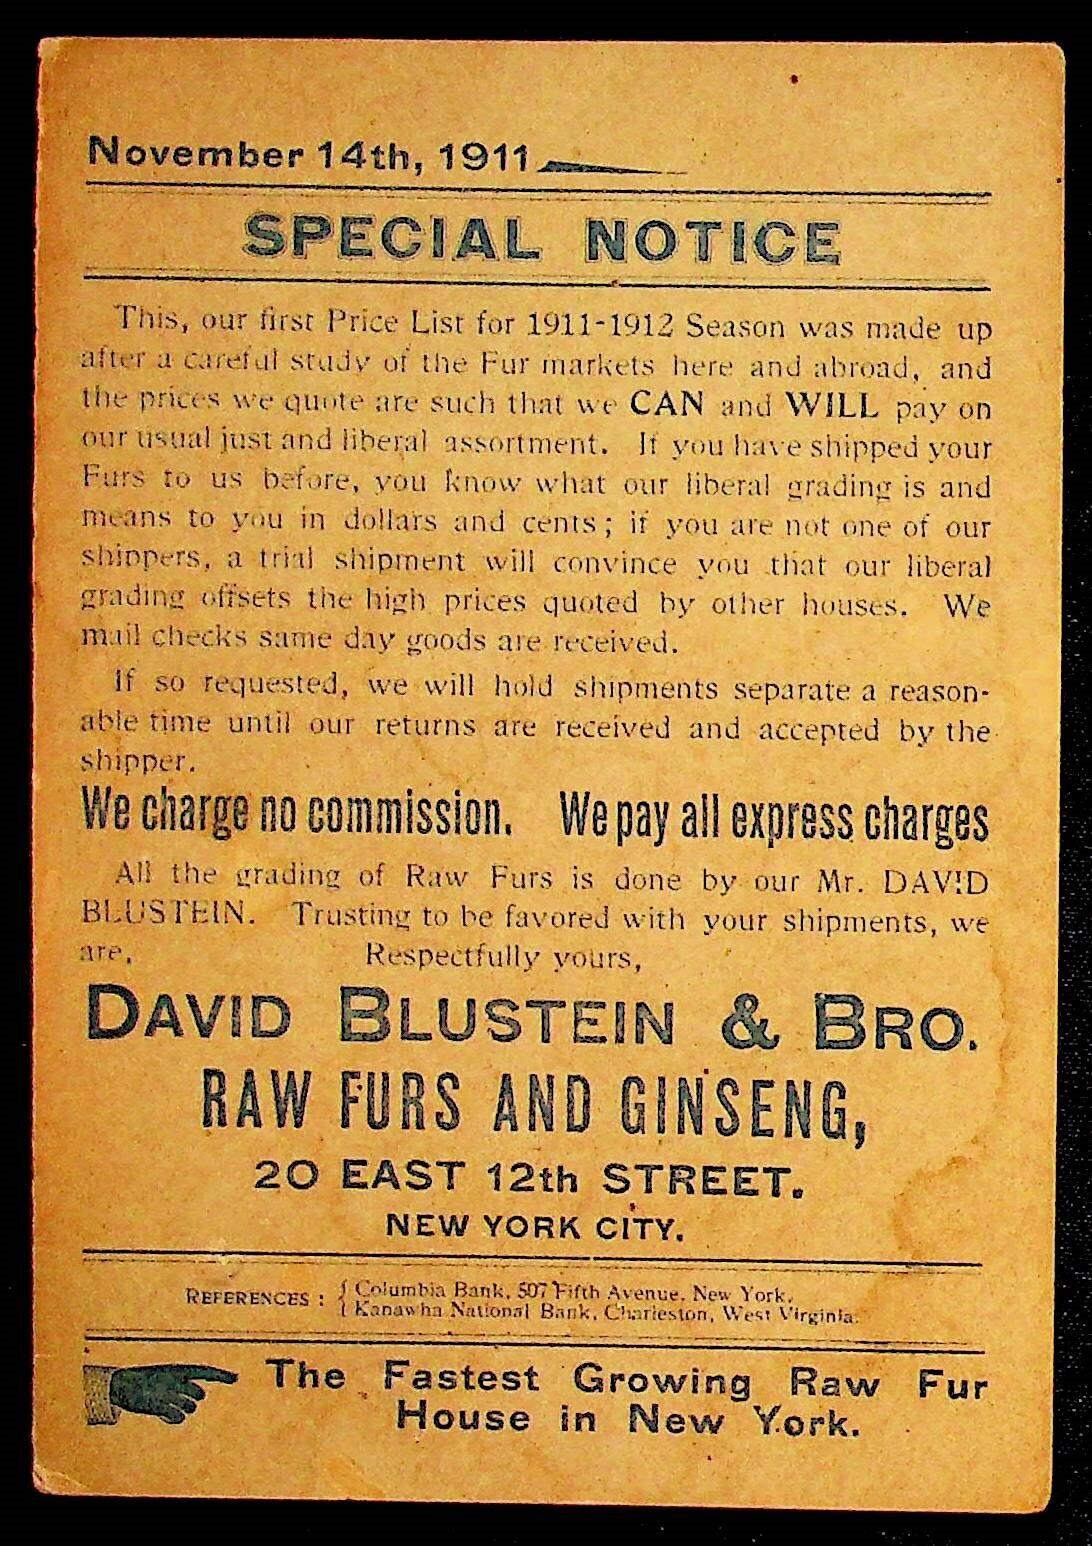 November 14th, 1911
SPECIAL NOTICE
This, our first Price List for 1911-1912 Season was made up
after a careful study of the Fur markets here and abroad, and
the prices we quote are such that we CAN and WILL pay on
our usual just and liberal assortment. If you have shipped your
Furs to us before, you know what our liberal grading is and
means to you in dollars and cents; if you are not one of our
shippers, a trial shipment will convince you that our liberal
grading offsets the high prices quoted by other houses. We
mail checks same day goods are received.
If so requested, we will hold shipments separate a reason-
able time until our returns are received and accepted by the
shipper.
We charge no commission. We pay all express charges
All the grading of Raw Furs is done by our Mr. DAVID
BLUSTEIN. Trusting to be favored with your shipments, we
are, Respectfully yours,
DAVID BLUSTEIN & BRO.
RAW FURS AND GINSENG,
20 EAST 12th STREET.
NEW YORK CITY.
REFERENCES : { Columbia Bank, 507 Fifth Avenue, New York.
{ Kanawha National Bank, Charleston, West Virginia.
The Fastest Growing Raw Fur
House in New York.